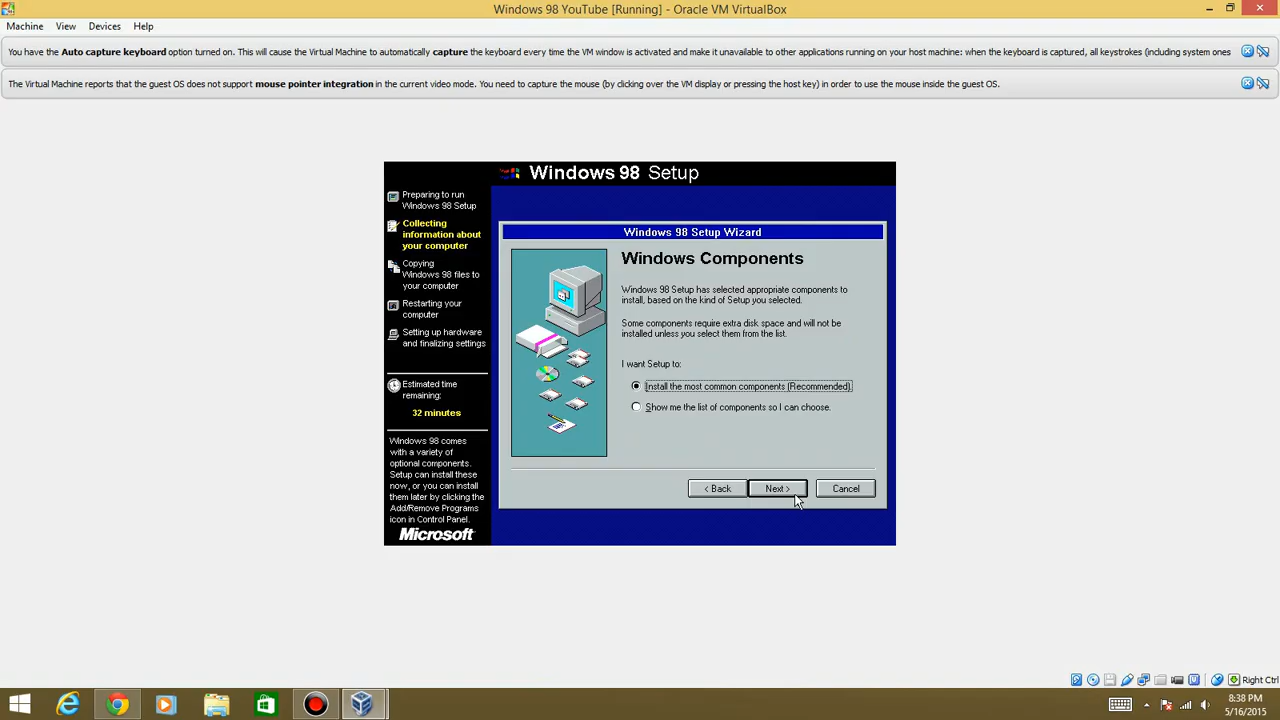 Windows 98 YouTube [Running] - Oracle VM VirtualBox
Machine View Devices Help
You have the Auto capture keyboard option turned on. This will cause the Virtual Machine to automatically capture the keyboard every time the VM window is activated and make it unavailable to other applications running on your host machine: when the keyboard is captured, all keystrokes (including system ones
The Virtual Machine reports that the guest OS does not support mouse pointer integration in the current video mode. You need to capture the mouse (by clicking over the VM display or pressing the host key) in order to use the mouse inside the guest OS.
Windows 98 Setup
Preparing to run
Windows 98 Setup
Collecting
information about
your computer
Copying
Windows 98 files to
your computer
Restarting your
computer
Setting up hardware
and finalizing settings
Estimated time
remaining:
32 minutes
Windows 98 comes
with a variety of
optional components.
Setup can install these
now, or you can install
them later by clicking the
Add/Remove Programs
icon in Control Panel.
Microsoft
Windows 98 Setup Wizard
Windows Components
Windows 98 Setup has selected appropriate components to
install, based on the kind of Setup you selected.
Some components require extra disk space and will not be
installed unless you select them from the list.
I want Setup to:
Install the most common components (Recommended).
Show me the list of components so I can choose.
< Back Next > Cancel
Right Ctrl
8:38 PM
5/16/2015